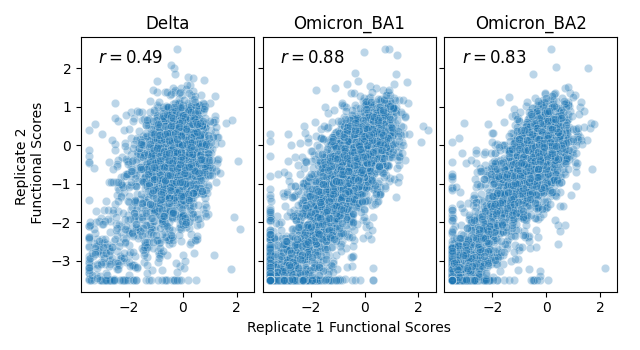 Delta
Omicron_BA1
Omicron_BA2
r = 0.49
r = 0.88
r = 0.83
2
1
0
−1
−2
−3
Replicate 2
Functional Scores
−2 0 2
−2 0 2
−2 0 2
Replicate 1 Functional Scores